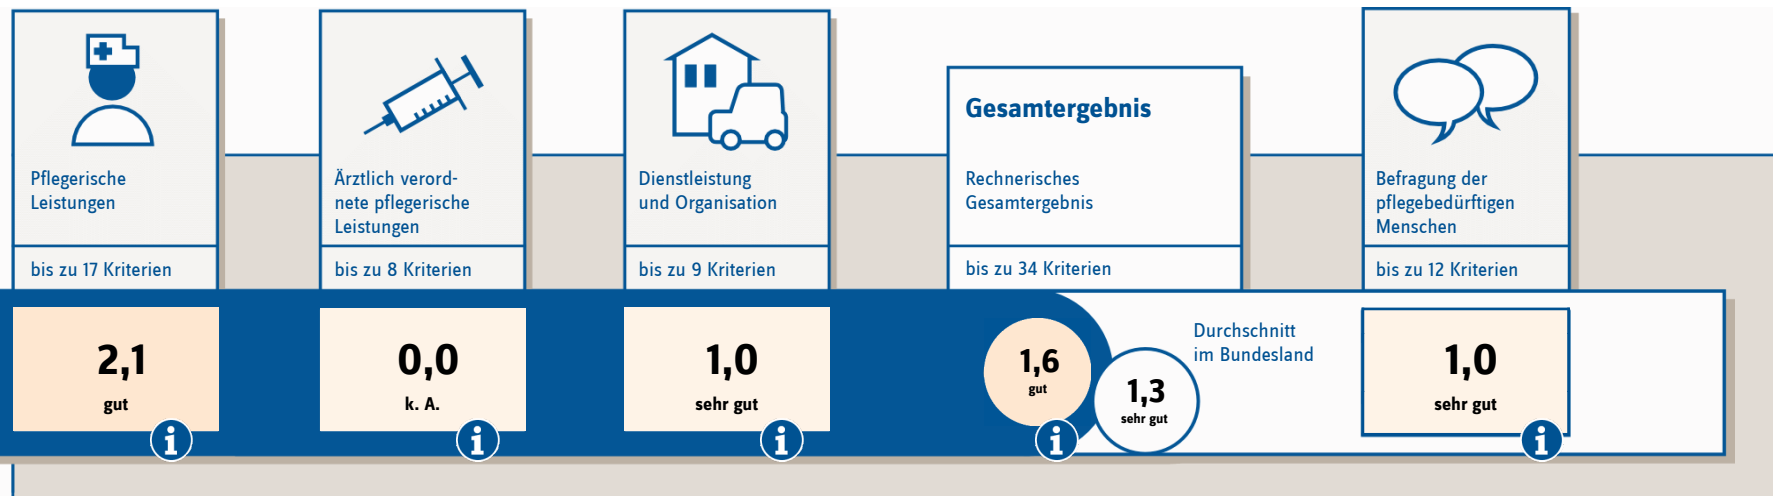 Pflegerische
Leistungen
bis zu 17 Kriterien
2,1
gut
Ärztlich verord-
nete pflegerische
Leistungen
bis zu 8 Kriterien
0,0
k. A.
Dienstleistung
und Organisation
bis zu 9 Kriterien
1,0
sehr gut
Gesamtergebnis
Rechnerisches
Gesamtergebnis
bis zu 34 Kriterien
1,6
gut
1,3
sehr gut
Durchschnitt
im Bundesland
Befragung der
pflegebedürftigen
Menschen
bis zu 12 Kriterien
1,0
sehr gut